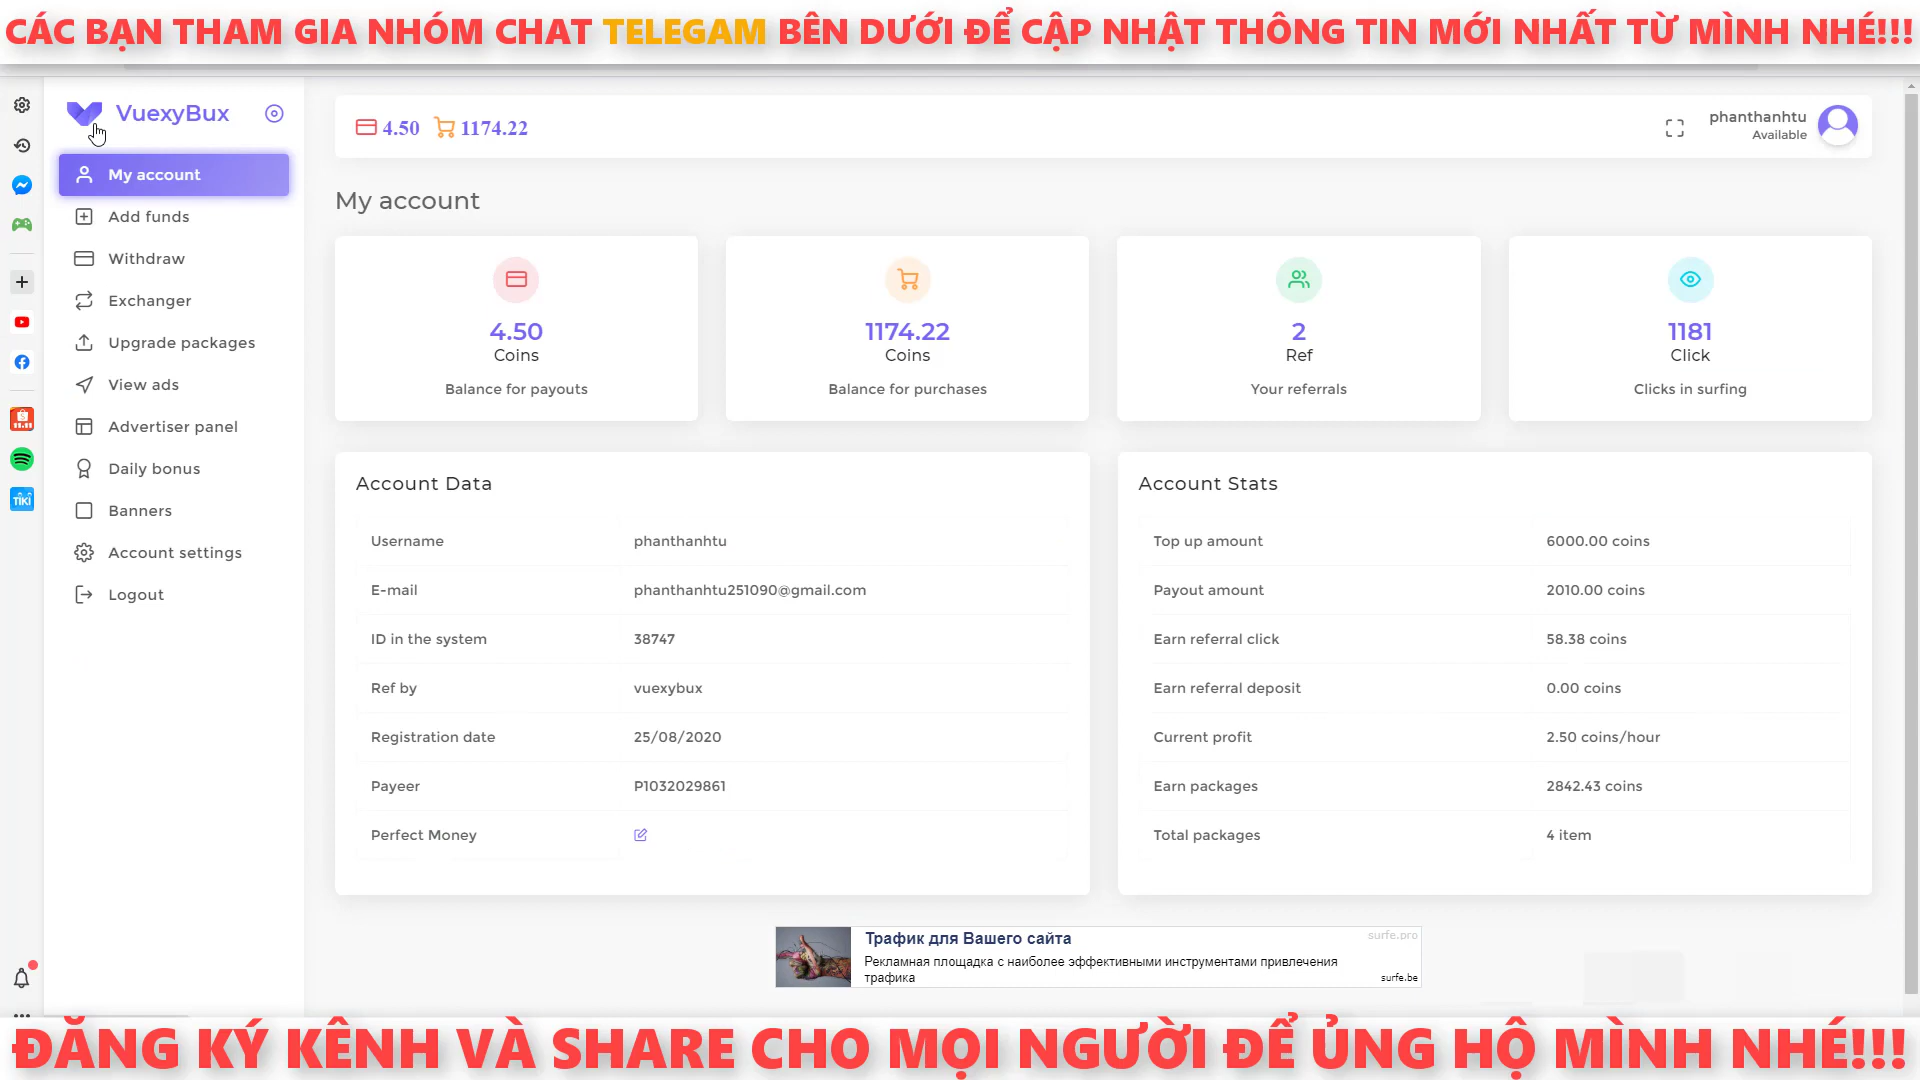 CÁC BẠN THAM GIA NHÓM CHAT TELEGAM BÊN DƯỚI ĐỂ CẬP NHẬT THÔNG TIN MỚI NHẤT TỪ MÌNH NHÉ!!!
VuexyBux
4.50 1174.22
phanthanhtu
Available
My account
Add funds
Withdraw
Exchanger
Upgrade packages
View ads
Advertiser panel
Daily bonus
Banners
Account settings
Logout
TIKI
My account
4.50
Coins
Balance for payouts
1174.22
Coins
Balance for purchases
2
Ref
Your referrals
1181
Click
Clicks in surfing
Account Data
Username phanthanhtu
E-mail phanthanhtu251090@gmail.com
ID in the system 38747
Ref by vuexybux
Registration date 25/08/2020
Payeer P1032029861
Perfect Money
Account Stats
Top up amount 6000.00 coins
Payout amount 2010.00 coins
Earn referral click 58.38 coins
Earn referral deposit 0.00 coins
Current profit 2.50 coins/hour
Earn packages 2842.43 coins
Total packages 4 item
Трафик для Вашего сайта
surfe.pro
Рекламная площадка с наиболее эффективными инструментами привлечения
трафика
surfe.be
ĐĂNG KÝ KÊNH VÀ SHARE CHO MỌI NGƯỜI ĐỂ ỦNG HỘ MÌNH NHÉ!!!